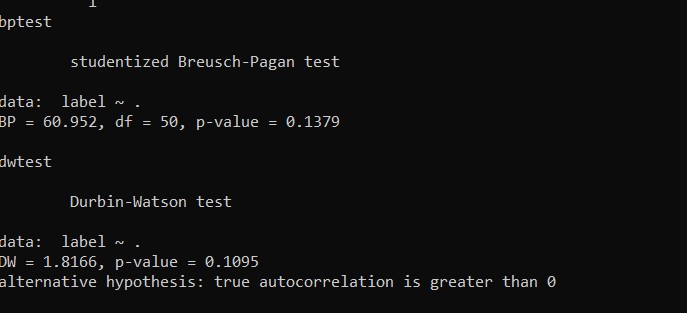 bptest
studentized Breusch-Pagan test
data: label ~ .
BP = 60.952, df = 50, p-value = 0.1379
dwtest
Durbin-Watson test
data: label ~ .
DW = 1.8166, p-value = 0.1095
alternative hypothesis: true autocorrelation is greater than 0